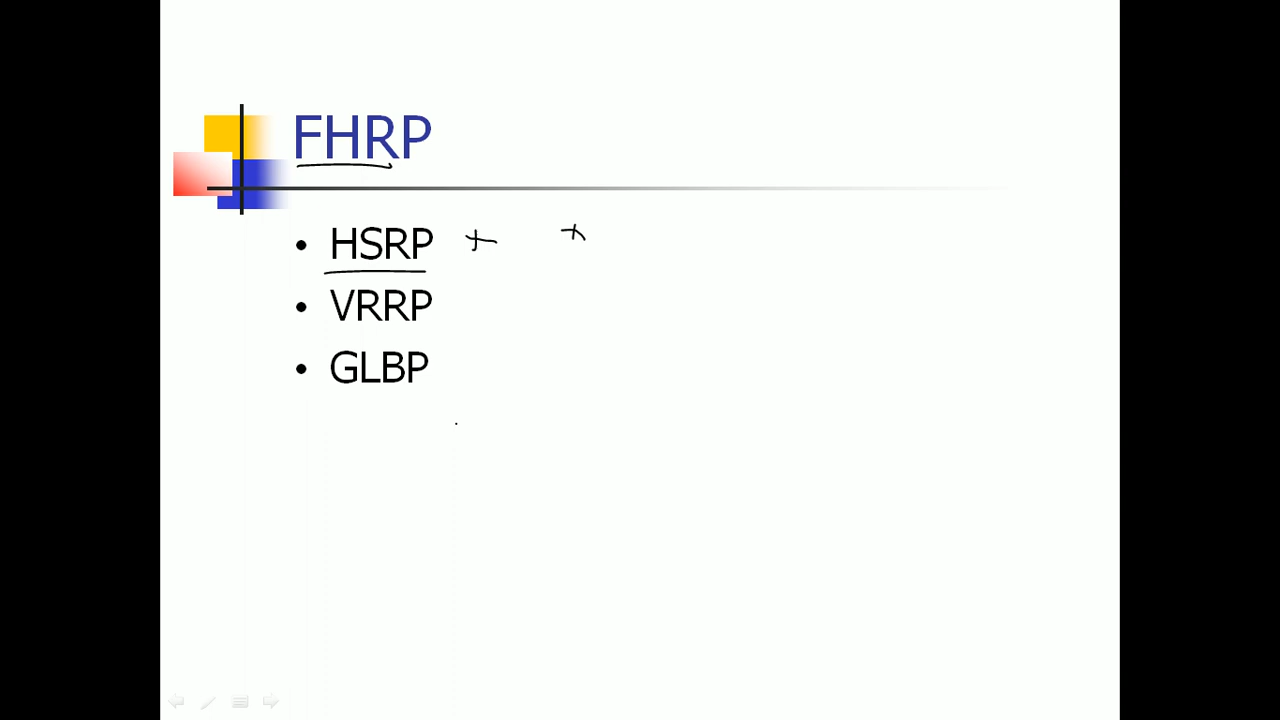 FHRP
• HSRP + +
• VRRP
• GLBP